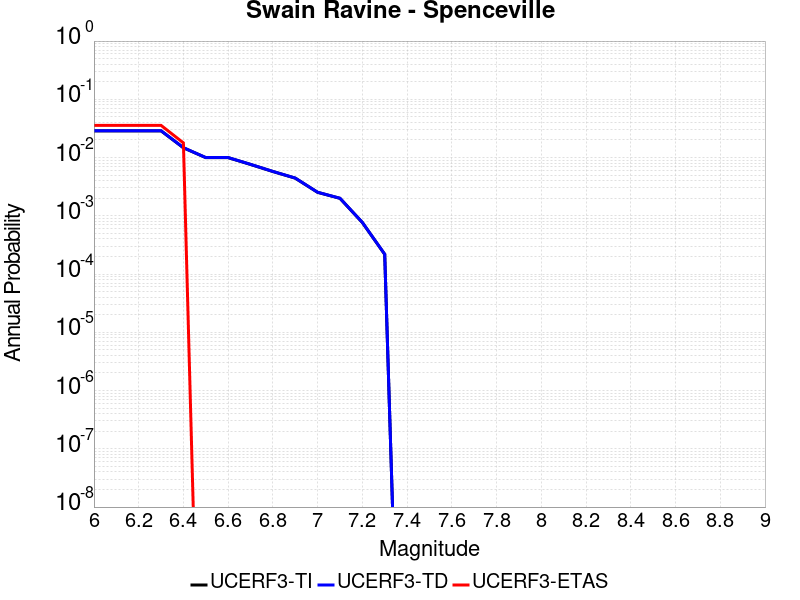 Swain Ravine - Spenceville
10^0
10^-1
10^-2
10^-3
10^-4
10^-5
10^-6
10^-7
10^-8
Annual Probability
6 6.2 6.4 6.6 6.8 7 7.2 7.4 7.6 7.8 8 8.2 8.4 8.6 8.8 9
Magnitude
UCERF3-TI UCERF3-TD UCERF3-ETAS